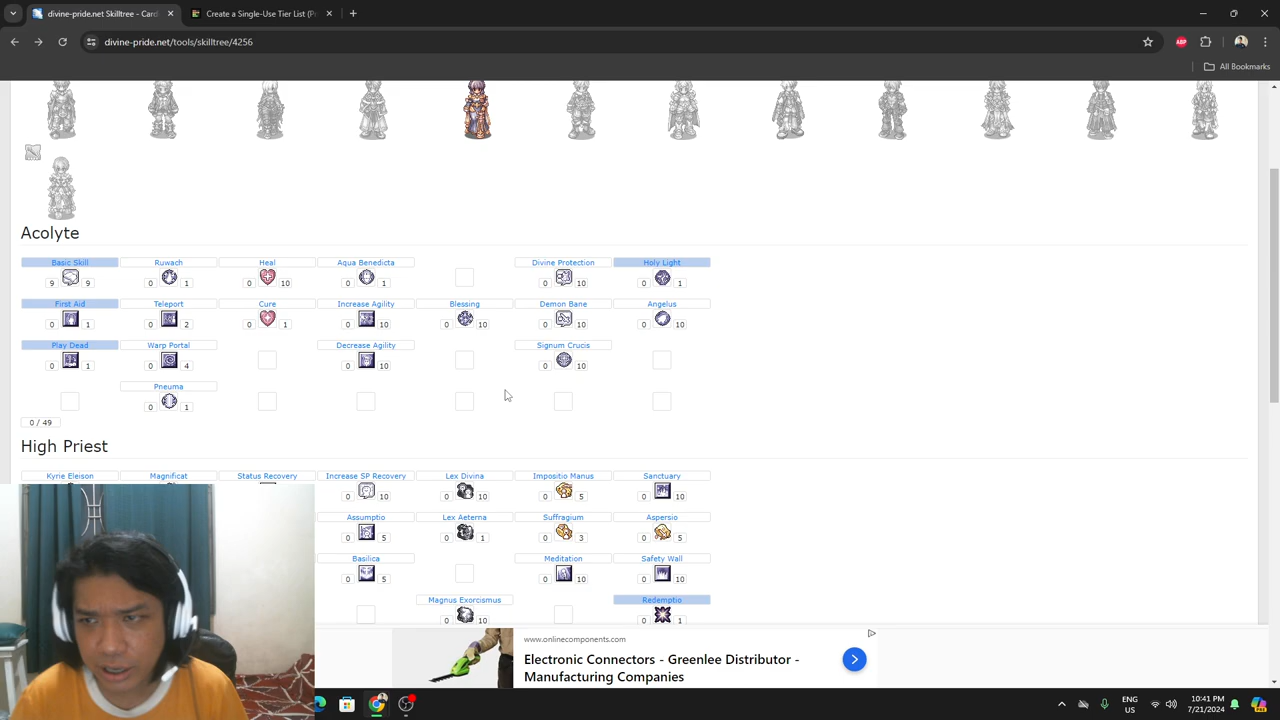 divine-pride.net Skilltree - Card
Create a Single-Use Tier List (P
divine-pride.net/tools/skilltree/4256
ABP
All Bookmarks
Acolyte
Basic Skill Ruwach Heal Aqua Benedicta Divine Protection Holy Light
9 9 0 1 0 10 0 1 0 10 0 1
First Aid Teleport Cure Increase Agility Blessing Demon Bane Angelus
0 1 0 2 0 1 0 10 0 10 0 10 0 10
Play Dead Warp Portal Decrease Agility Signum Crucis
0 1 0 4 0 10 0 10
Pneuma
0 1
0 / 49
High Priest
Kyrie Eleison Magnificat Status Recovery Increase SP Recovery Lex Divina Impositio Manus Sanctuary
0 10 0 10 0 5 0 10
Assumptio Lex Aeterna Suffragium Aspersio
0 5 0 1 0 3 0 5
Basilica Meditation Safety Wall
0 5 0 10 0 10
Magnus Exorcismus Redemptio
0 10 0 1
www.onlinecomponents.com
Electronic Connectors - Greenlee Distributor -
Manufacturing Companies
ENG
US
10:41 PM
7/21/2024